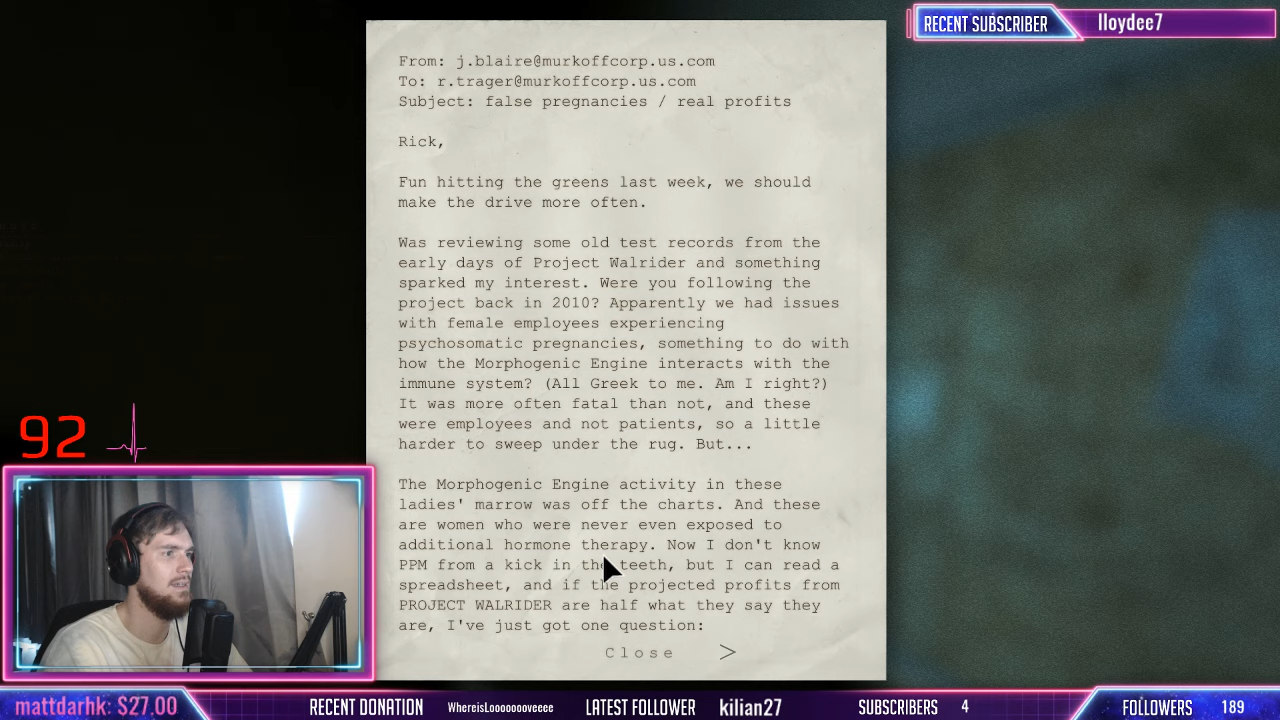 RECENT SUBSCRIBER lloydee7
From: j.blaire@murkoffcorp.us.com
To: r.trager@murkoffcorp.us.com
Subject: false pregnancies / real profits
Rick,
Fun hitting the greens last week, we should
make the drive more often.
Was reviewing some old test records from the
early days of Project Walrider and something
sparked my interest. Were you following the
project back in 2010? Apparently we had issues
with female employees experiencing
psychosomatic pregnancies, something to do with
how the Morphogenic Engine interacts with the
immune system? (All Greek to me. Am I right?)
It was more often fatal than not, and these
were employees and not patients, so a little
harder to sweep under the rug. But...
The Morphogenic Engine activity in these
ladies' marrow was off the charts. And these
are women who were never even exposed to
additional hormone therapy. Now I don't know
PPM from a kick in the teeth, but I can read a
spreadsheet, and if the projected profits from
PROJECT WALRIDER are half what they say they
are, I've just got one question:
Close >
92
mattdarhk: $27.00 RECENT DONATION WhereisLoooooooveeee LATEST FOLLOWER kilian27 SUBSCRIBERS 4 FOLLOWERS 189